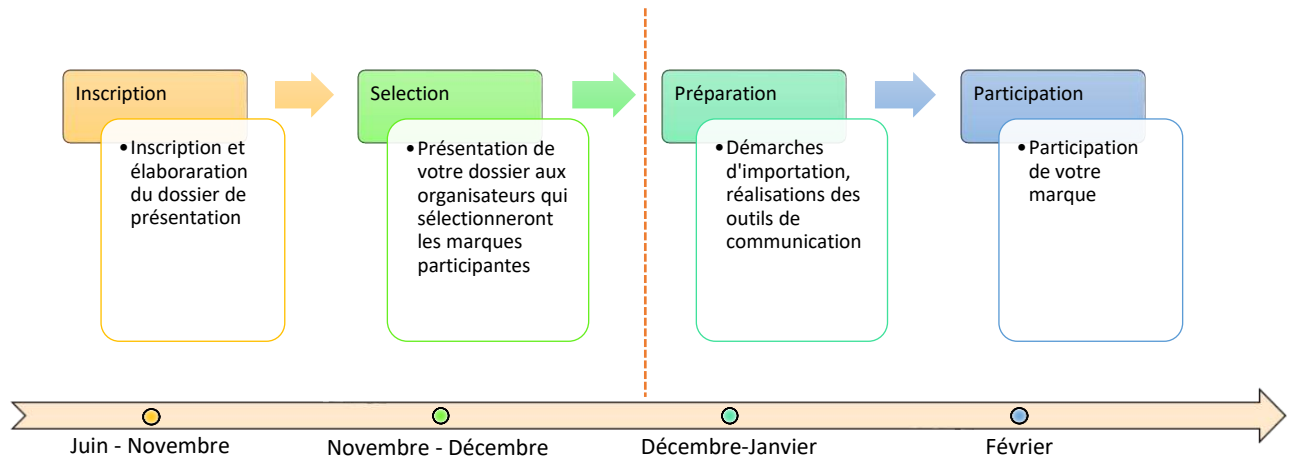 Inscription
•Inscription et
élaboraration
du dossier de
présentation
Selection
•Présentation de
votre dossier aux
organisateurs qui
sélectionneront
les marques
participantes
Préparation
•Démarches
d'importation,
réalisations des
outils de
communication
Participation
•Participation
de votre
marque
Juin - Novembre
Novembre - Décembre
Décembre-Janvier
Février